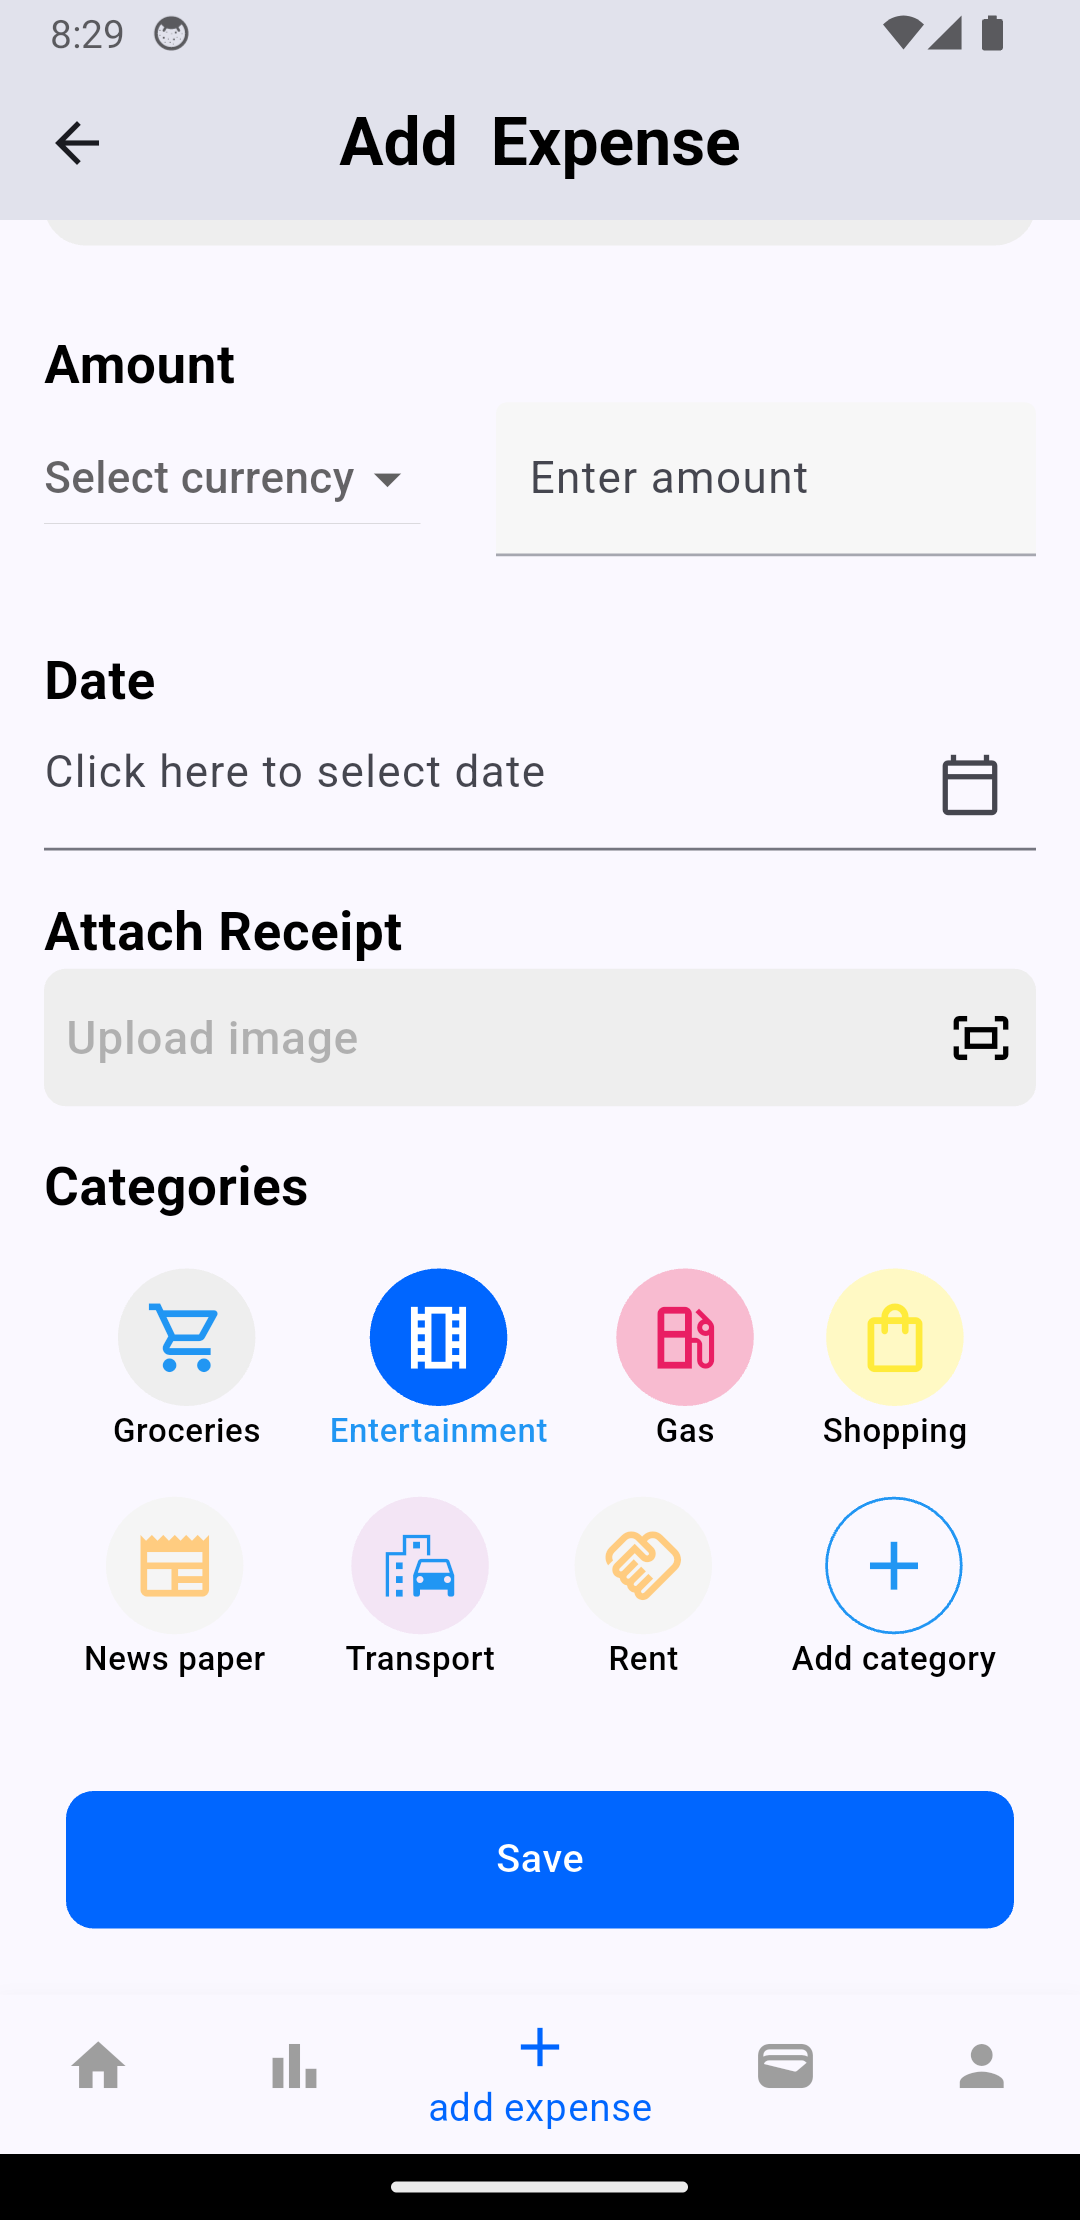 8:29
Add  Expense
Amount
Select currency
Enter amount
Date
Click here to select date
Attach Receipt
Upload image
Categories
Groceries Entertainment Gas Shopping
News paper Transport Rent Add category
Save
add expense